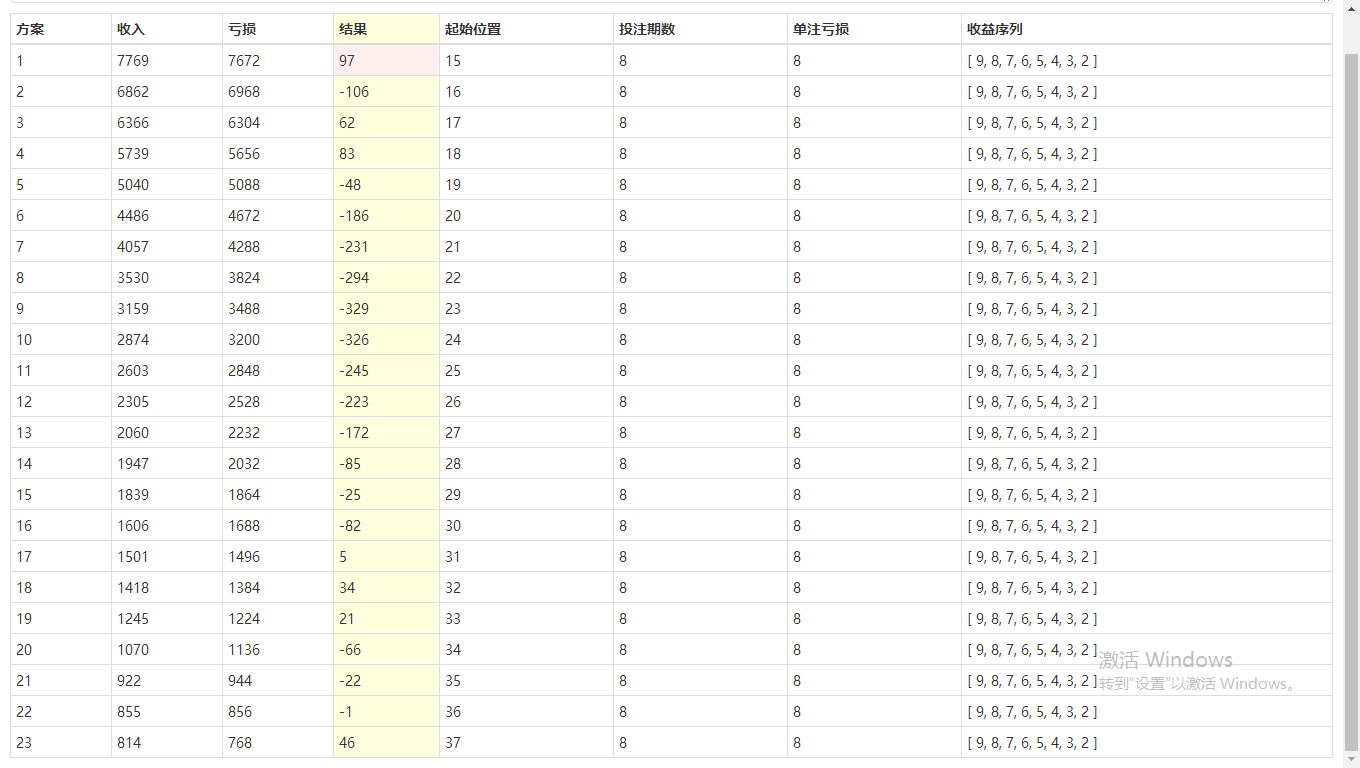 方案 收入 亏损 结果 起始位置 投注期数 单注亏损 收益序列
1 7769 7672 97 15 8 8 [ 9, 8, 7, 6, 5, 4, 3, 2 ]
2 6862 6968 -106 16 8 8 [ 9, 8, 7, 6, 5, 4, 3, 2 ]
3 6366 6304 62 17 8 8 [ 9, 8, 7, 6, 5, 4, 3, 2 ]
4 5739 5656 83 18 8 8 [ 9, 8, 7, 6, 5, 4, 3, 2 ]
5 5040 5088 -48 19 8 8 [ 9, 8, 7, 6, 5, 4, 3, 2 ]
6 4486 4672 -186 20 8 8 [ 9, 8, 7, 6, 5, 4, 3, 2 ]
7 4057 4288 -231 21 8 8 [ 9, 8, 7, 6, 5, 4, 3, 2 ]
8 3530 3824 -294 22 8 8 [ 9, 8, 7, 6, 5, 4, 3, 2 ]
9 3159 3488 -329 23 8 8 [ 9, 8, 7, 6, 5, 4, 3, 2 ]
10 2874 3200 -326 24 8 8 [ 9, 8, 7, 6, 5, 4, 3, 2 ]
11 2603 2848 -245 25 8 8 [ 9, 8, 7, 6, 5, 4, 3, 2 ]
12 2305 2528 -223 26 8 8 [ 9, 8, 7, 6, 5, 4, 3, 2 ]
13 2060 2232 -172 27 8 8 [ 9, 8, 7, 6, 5, 4, 3, 2 ]
14 1947 2032 -85 28 8 8 [ 9, 8, 7, 6, 5, 4, 3, 2 ]
15 1839 1864 -25 29 8 8 [ 9, 8, 7, 6, 5, 4, 3, 2 ]
16 1606 1688 -82 30 8 8 [ 9, 8, 7, 6, 5, 4, 3, 2 ]
17 1501 1496 5 31 8 8 [ 9, 8, 7, 6, 5, 4, 3, 2 ]
18 1418 1384 34 32 8 8 [ 9, 8, 7, 6, 5, 4, 3, 2 ]
19 1245 1224 21 33 8 8 [ 9, 8, 7, 6, 5, 4, 3, 2 ]
20 1070 1136 -66 34 8 8 [ 9, 8, 7, 6, 5, 4, 3, 2 ]
激活 Windows
21 922 944 -22 35 8 8 [ 9, 8, 7, 6, 5, 4, 3, 2 ]
转到“设置”以激活 Windows。
22 855 856 -1 36 8 8 [ 9, 8, 7, 6, 5, 4, 3, 2 ]
23 814 768 46 37 8 8 [ 9, 8, 7, 6, 5, 4, 3, 2 ]